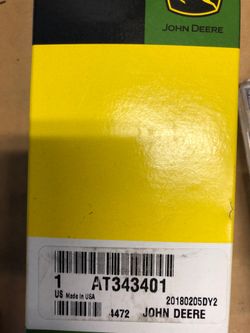 JOHN DEERE
1 AT343401
US Made in USA 20180205DY2
4472 JOHN DEERE